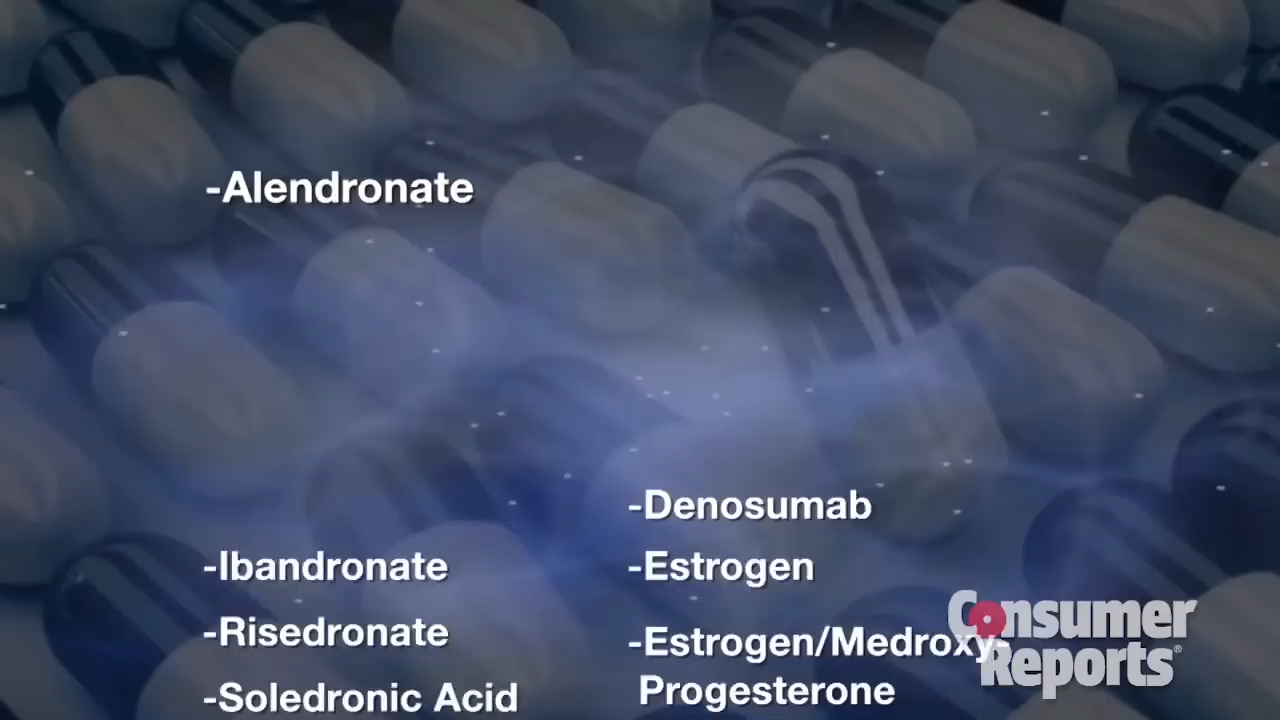 -Alendronate
-Ibandronate
-Risedronate
-Soledronic Acid
-Denosumab
-Estrogen
-Estrogen/Medroxy-
Progesterone
Consumer
Reports®